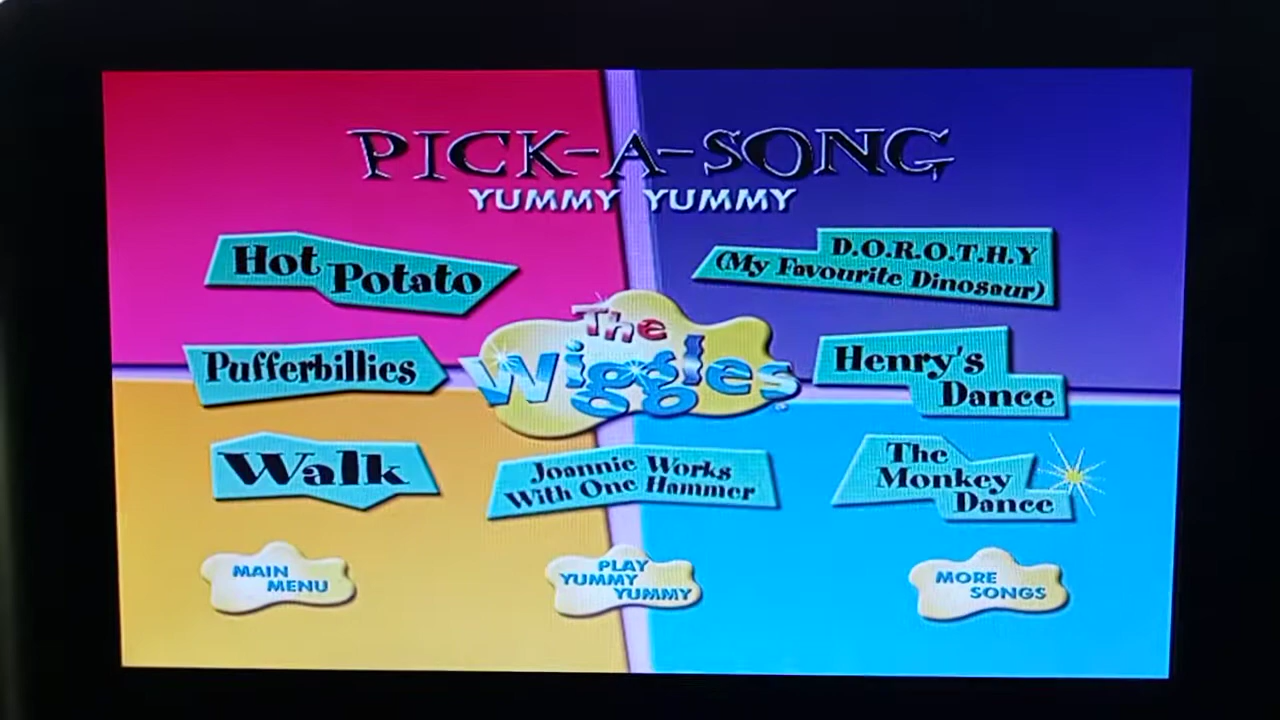 PICK-A-SONG
YUMMY YUMMY
Hot Potato
D.O.R.O.T.H.Y
(My Favourite Dinosaur)
The
Wiggles
Pufferbillies
Henry's
Dance
Walk
Joannie Works
With One Hammer
The
Monkey
Dance
MAIN
MENU
PLAY
YUMMY
YUMMY
MORE
SONGS